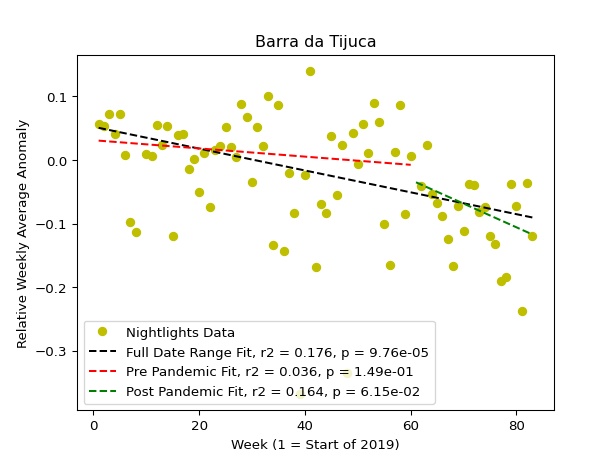 Barra da Tijuca
Relative Weekly Average Anomaly
0.1
0.0
−0.1
−0.2
−0.3
Nightlights Data
Full Date Range Fit, r2 = 0.176, p = 9.76e-05
Pre Pandemic Fit, r2 = 0.036, p = 1.49e-01
Post Pandemic Fit, r2 = 0.164, p = 6.15e-02
0 20 40 60 80
Week (1 = Start of 2019)